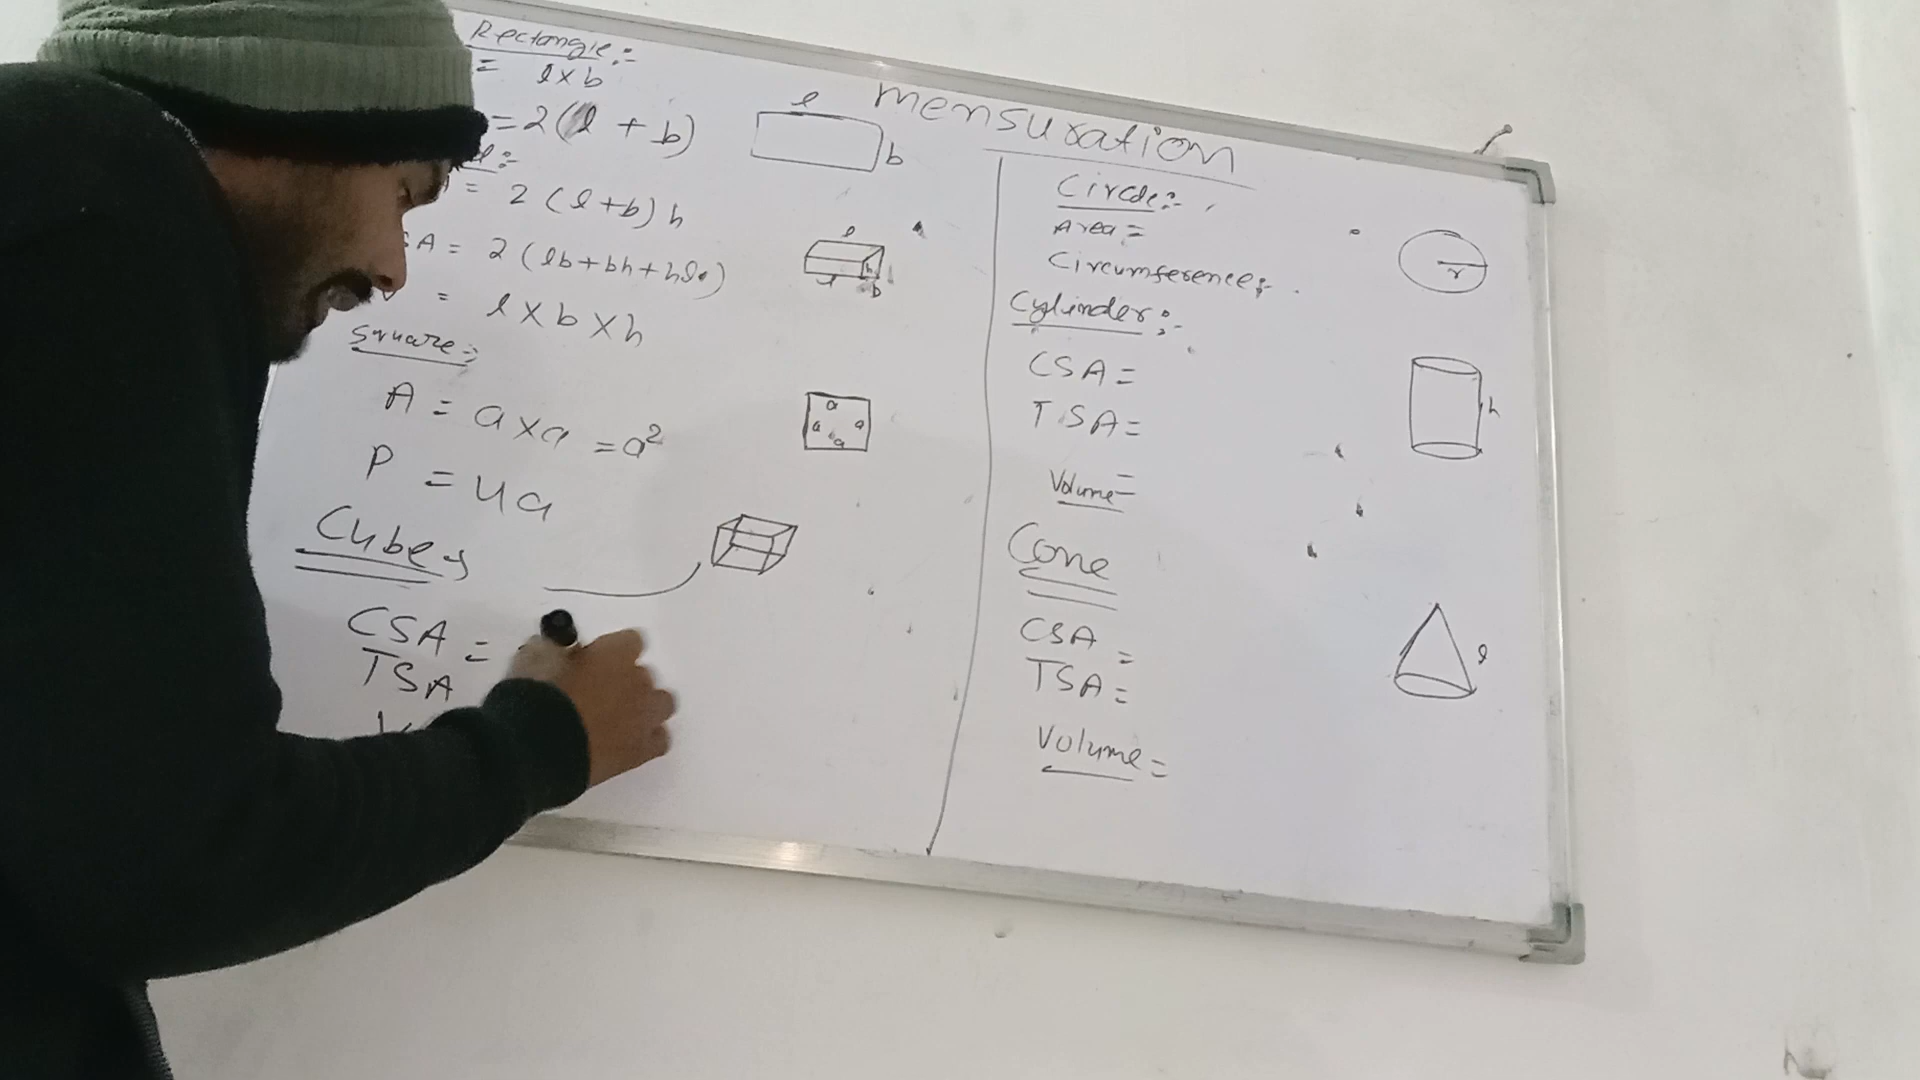 mensuration
Rectangle:-
= l x b
= 2(l + b)
= 2 (l+b) h
SA = 2 (lb+bh+hl)
V = l x b x h
Square:-
A = a x a = a²
P = 4a
Cube
CSA =
TSA
l
b
l
h
l
b
a
a
a
a
Circle:-
Area =
Circumference:-
Cylinder:-
CSA =
TSA =
Volume =
Cone
CSA =
TSA =
Volume =
r
h
l